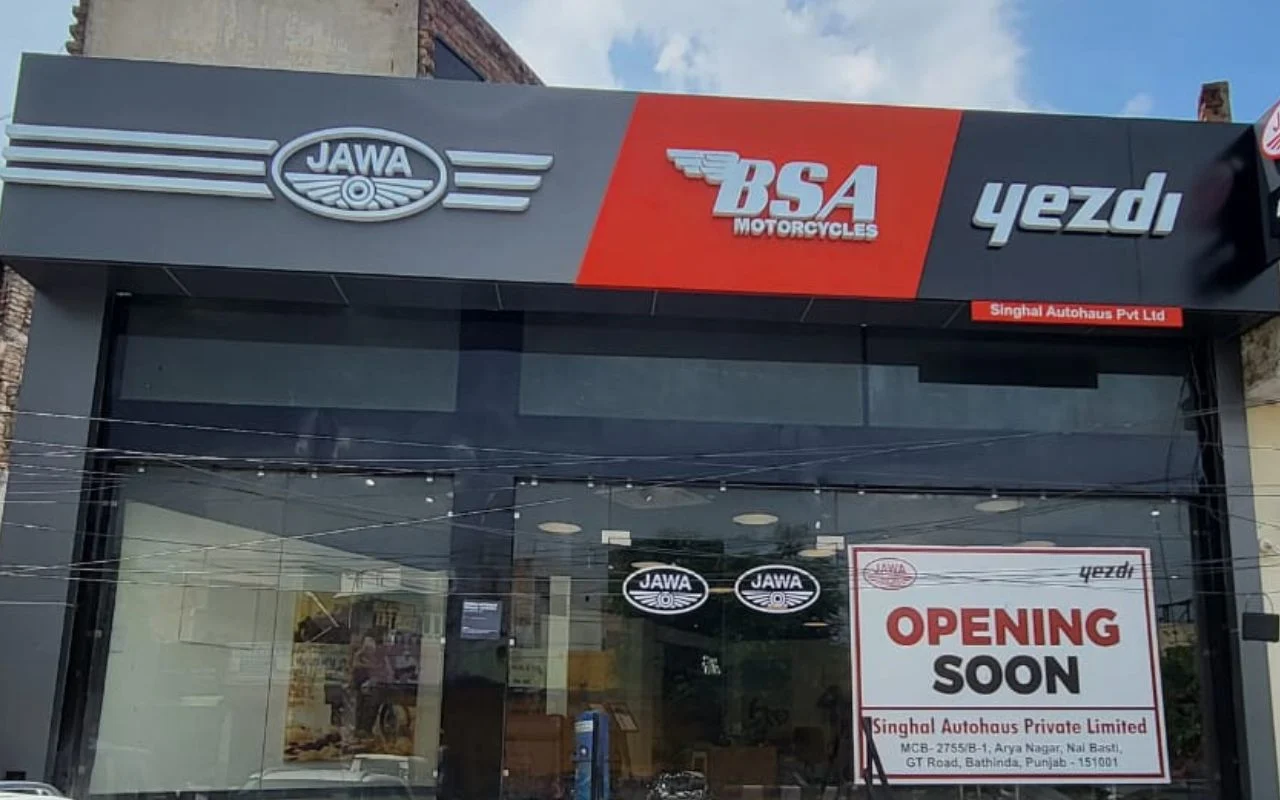 JAWA
BSA
MOTORCYCLES
yezdi
Singhal Autohaus Pvt Ltd
JAWA
JAWA
JAWA
yezdi
OPENING
SOON
Singhal Autohaus Private Limited
MCB- 2755/B-1, Arya Nagar, Nai Basti,
GT Road, Bathinda, Punjab - 151001